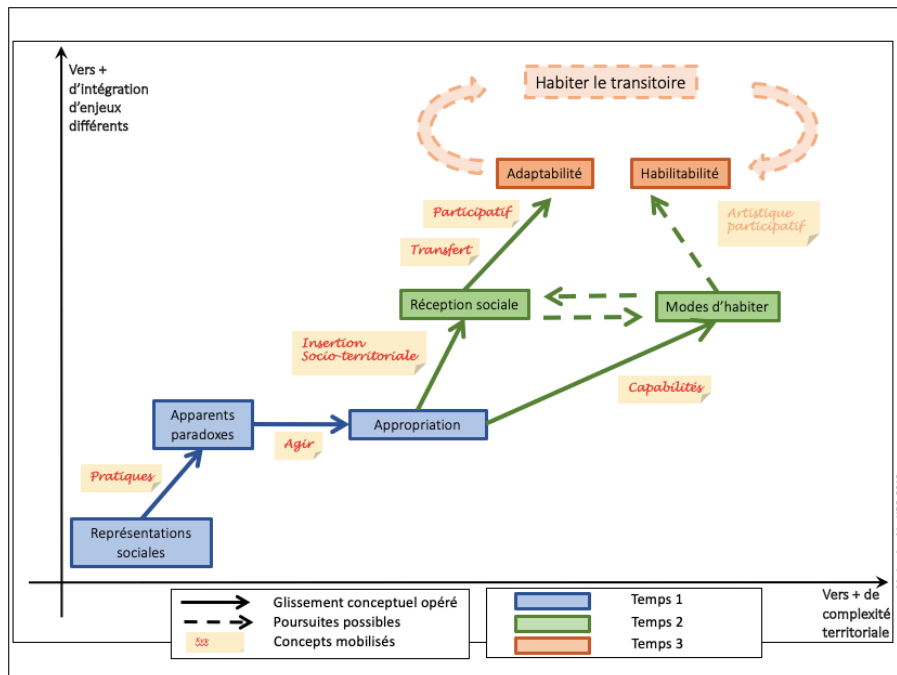 Vers +
d'intégration
d'enjeux
différents
Habiter le transitoire
Adaptabilité
Habilitabilité
Participatif
Artistique
participatif
Transfert
Réception sociale
Modes d'habiter
Insertion
Socio-territoriale
Capabilités
Apparents
paradoxes
Appropriation
Agir
Pratiques
Représentations
sociales
Vers + de
complexité
territoriale
Glissement conceptuel opéré
Poursuites possibles
Concepts mobilisés
Temps 1
Temps 2
Temps 3